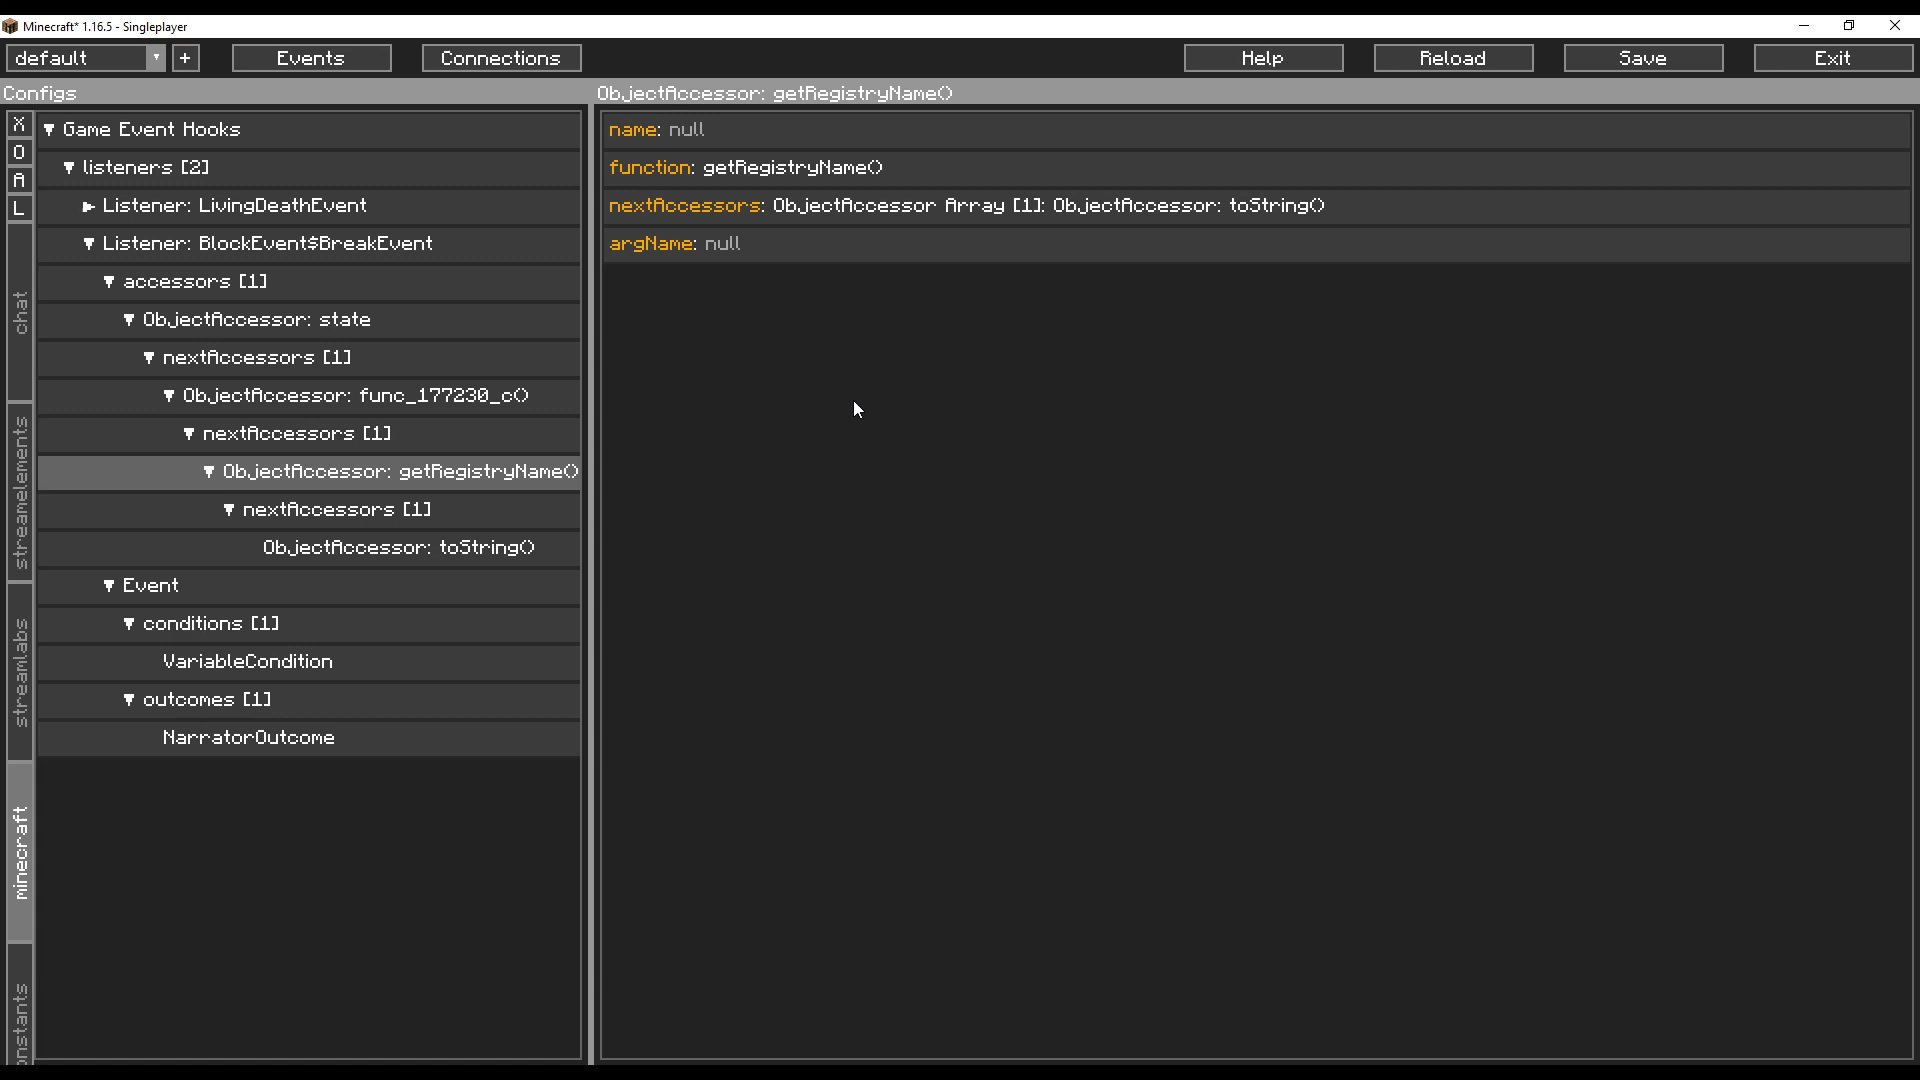 Minecraft* 1.16.5 - Singleplayer
default + Events Connections Help Reload Save Exit
Configs
ObjectAccessor: getRegistryName()
X
O
A
L
chat
streamelements
streamlabs
minecraft
onstants
Game Event Hooks
listeners [2]
Listener: LivingDeathEvent
Listener: BlockEvent$BreakEvent
accessors [1]
ObjectAccessor: state
nextAccessors [1]
ObjectAccessor: func_177230_c()
nextAccessors [1]
ObjectAccessor: getRegistryName()
nextAccessors [1]
ObjectAccessor: toString()
Event
conditions [1]
VariableCondition
outcomes [1]
NarratorOutcome
name: null
function: getRegistryName()
nextAccessors: ObjectAccessor Array [1]: ObjectAccessor: toString()
argName: null